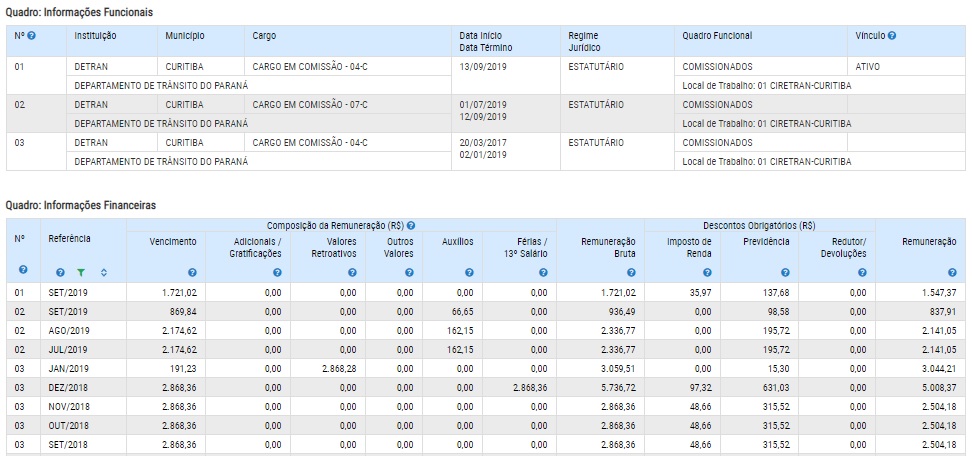 Quadro: Informações Funcionais
Nº Instituição Município Cargo Data Início Regime Quadro Funcional Vínculo
Data Término Jurídico
01 DETRAN CURITIBA CARGO EM COMISSÃO - 04-C 13/09/2019 ESTATUTÁRIO COMISSIONADOS ATIVO
DEPARTAMENTO DE TRÂNSITO DO PARANÁ Local de Trabalho: 01 CIRETRAN-CURITIBA
02 DETRAN CURITIBA CARGO EM COMISSÃO - 07-C 01/07/2019 ESTATUTÁRIO COMISSIONADOS
12/09/2019
DEPARTAMENTO DE TRÂNSITO DO PARANÁ Local de Trabalho: 01 CIRETRAN-CURITIBA
03 DETRAN CURITIBA CARGO EM COMISSÃO - 04-C 20/03/2017 ESTATUTÁRIO COMISSIONADOS
02/01/2019
DEPARTAMENTO DE TRÂNSITO DO PARANÁ Local de Trabalho: 01 CIRETRAN-CURITIBA
Quadro: Informações Financeiras
Composição da Remuneração (R$) Descontos Obrigatórios (R$)
Nº Referência Vencimento Adicionais / Valores Outros Auxílios Férias / Remuneração Imposto de Previdência Redutor/ Remuneração
Gratificações Retroativos Valores 13º Salário Bruta Renda Devoluções
01 SET/2019 1.721,02 0,00 0,00 0,00 0,00 0,00 1.721,02 35,97 137,68 0,00 1.547,37
02 SET/2019 869,84 0,00 0,00 0,00 66,65 0,00 936,49 0,00 98,58 0,00 837,91
02 AGO/2019 2.174,62 0,00 0,00 0,00 162,15 0,00 2.336,77 0,00 195,72 0,00 2.141,05
02 JUL/2019 2.174,62 0,00 0,00 0,00 162,15 0,00 2.336,77 0,00 195,72 0,00 2.141,05
03 JAN/2019 191,23 0,00 2.868,28 0,00 0,00 0,00 3.059,51 0,00 15,30 0,00 3.044,21
03 DEZ/2018 2.868,36 0,00 0,00 0,00 0,00 2.868,36 5.736,72 97,32 631,03 0,00 5.008,37
03 NOV/2018 2.868,36 0,00 0,00 0,00 0,00 0,00 2.868,36 48,66 315,52 0,00 2.504,18
03 OUT/2018 2.868,36 0,00 0,00 0,00 0,00 0,00 2.868,36 48,66 315,52 0,00 2.504,18
03 SET/2018 2.868,36 0,00 0,00 0,00 0,00 0,00 2.868,36 48,66 315,52 0,00 2.504,18